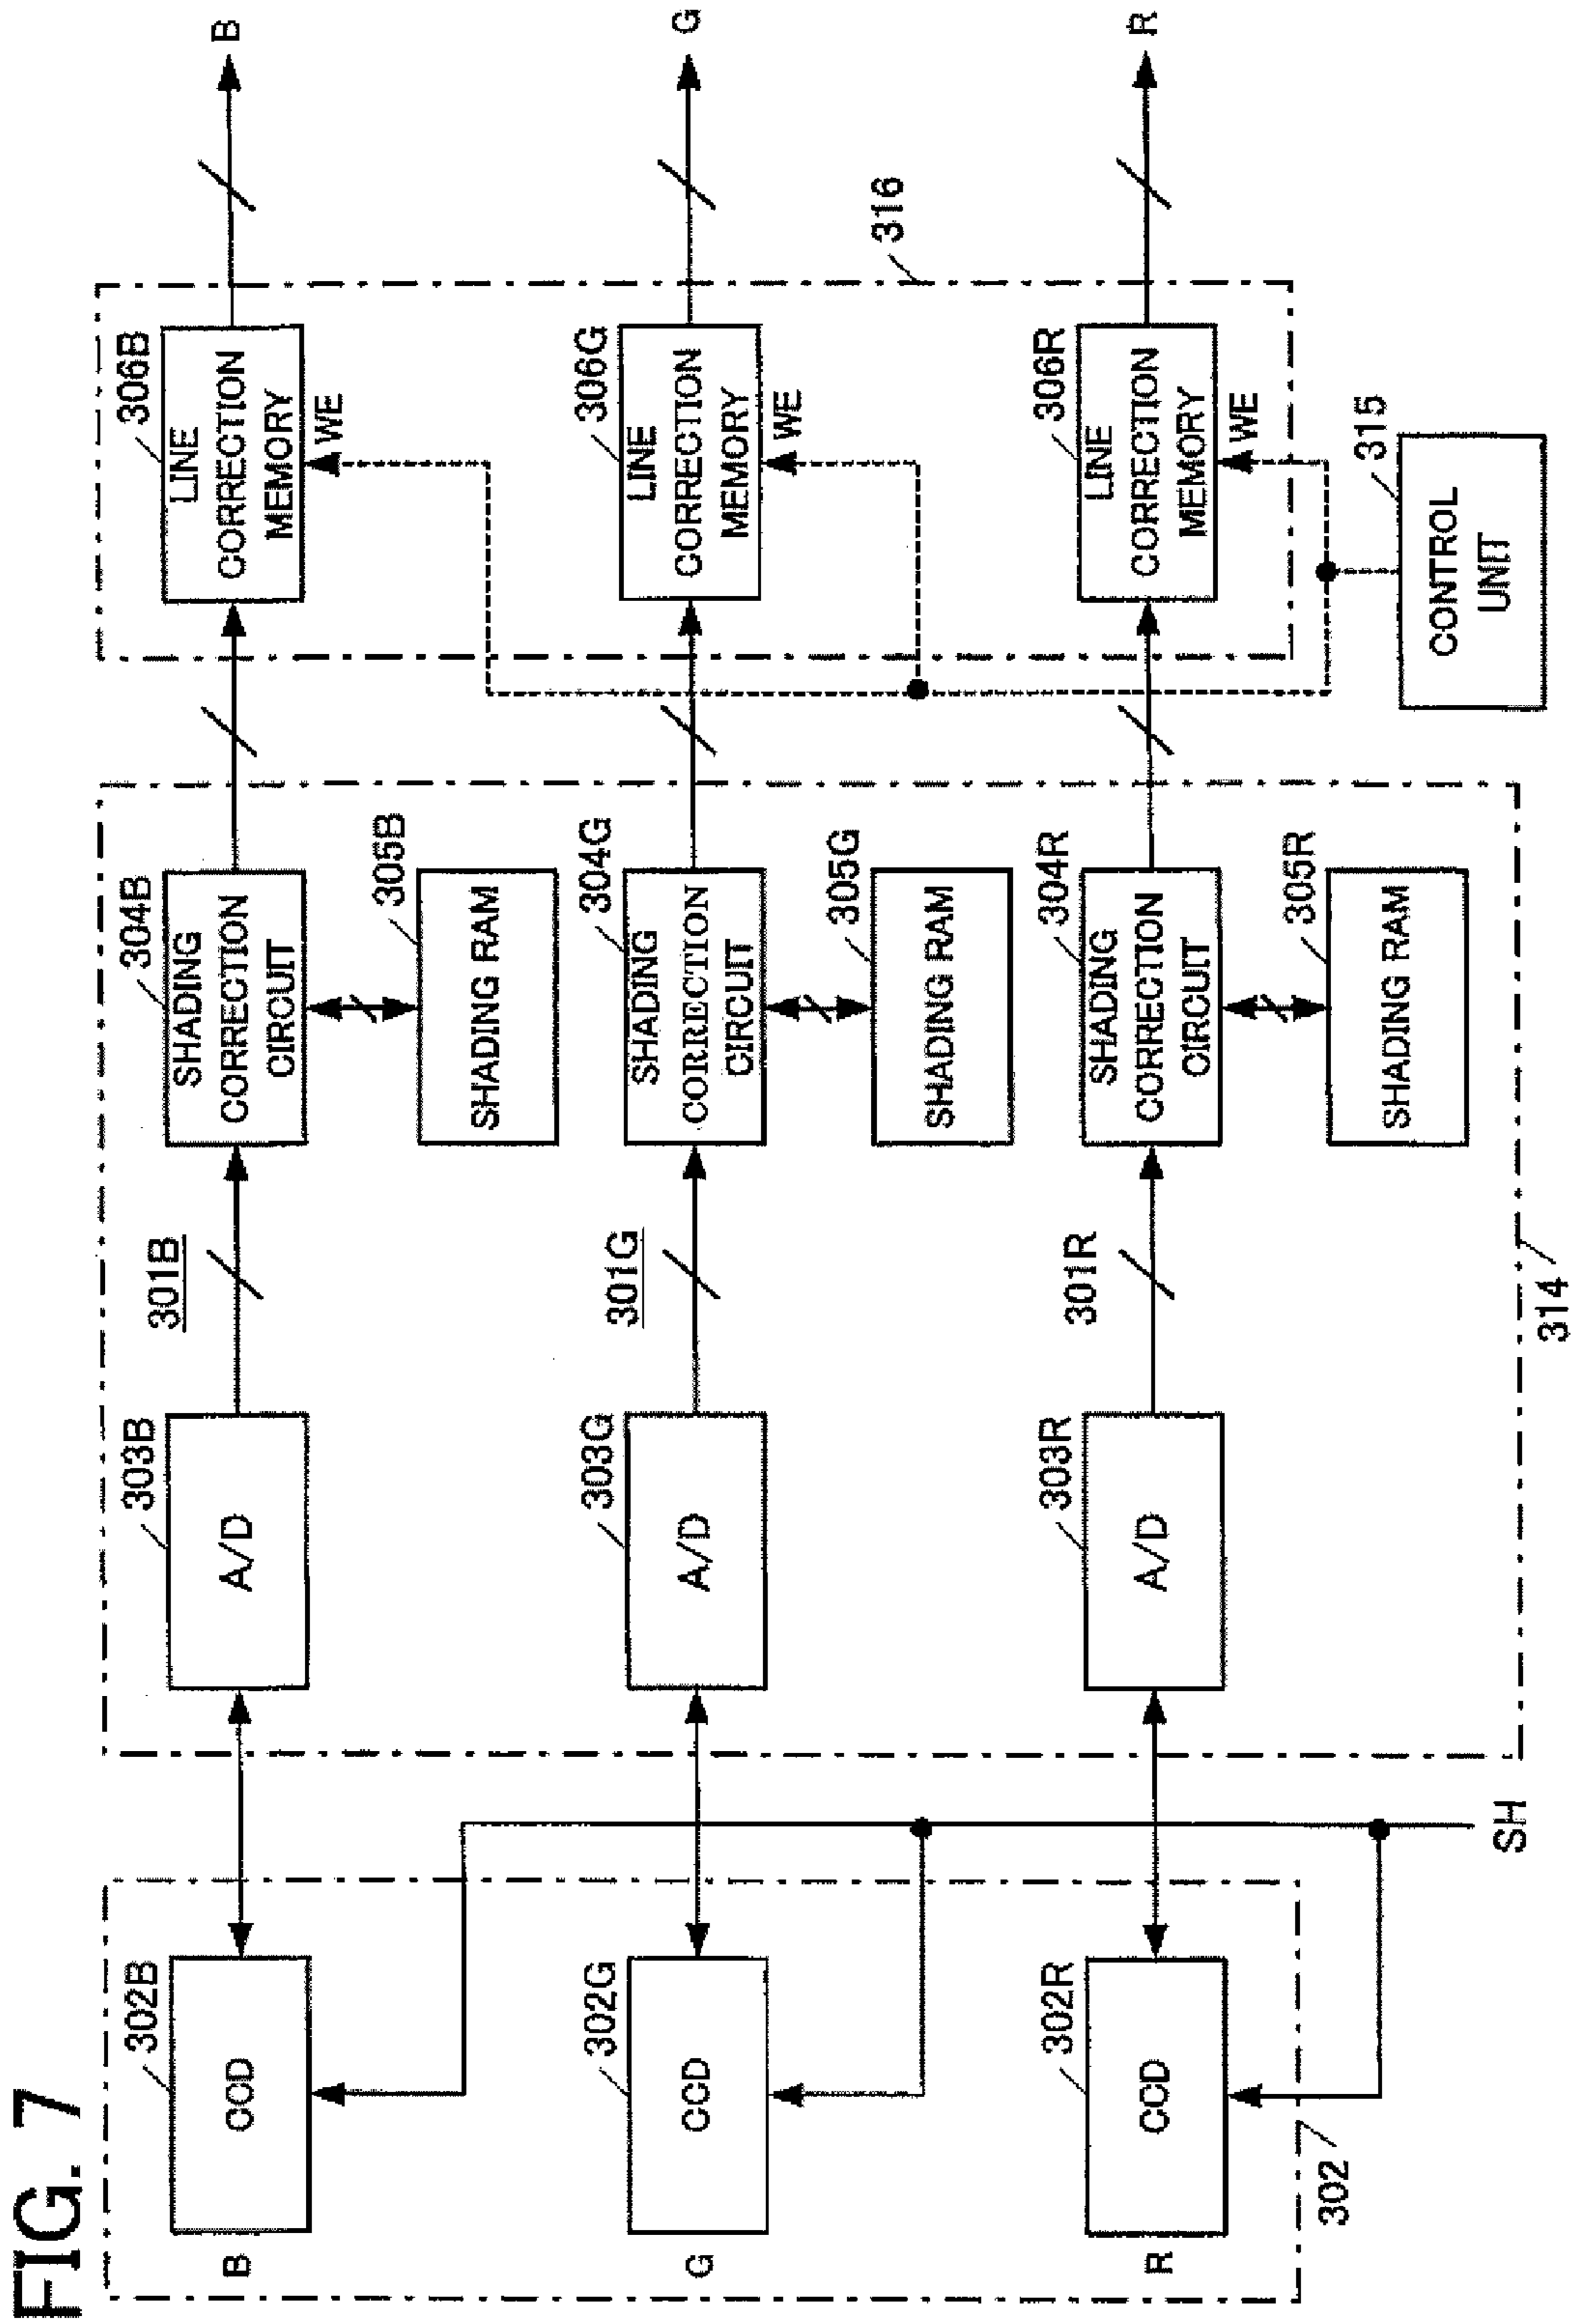 FIG. 7
B
302B
CCD
303B
A/D
301B
304B
SHADING
CORRECTION
CIRCUIT
305B
SHADING RAM
306B
LINE
CORRECTION
MEMORY
WE
B
G
302G
CCD
303G
A/D
301G
304G
SHADING
CORRECTION
CIRCUIT
305G
SHADING RAM
306G
LINE
CORRECTION
MEMORY
WE
G
R
302R
CCD
303R
A/D
301R
304R
SHADING
CORRECTION
CIRCUIT
305R
SHADING RAM
306R
LINE
CORRECTION
MEMORY
WE
R
316
302
SH
314
315
CONTROL
UNIT